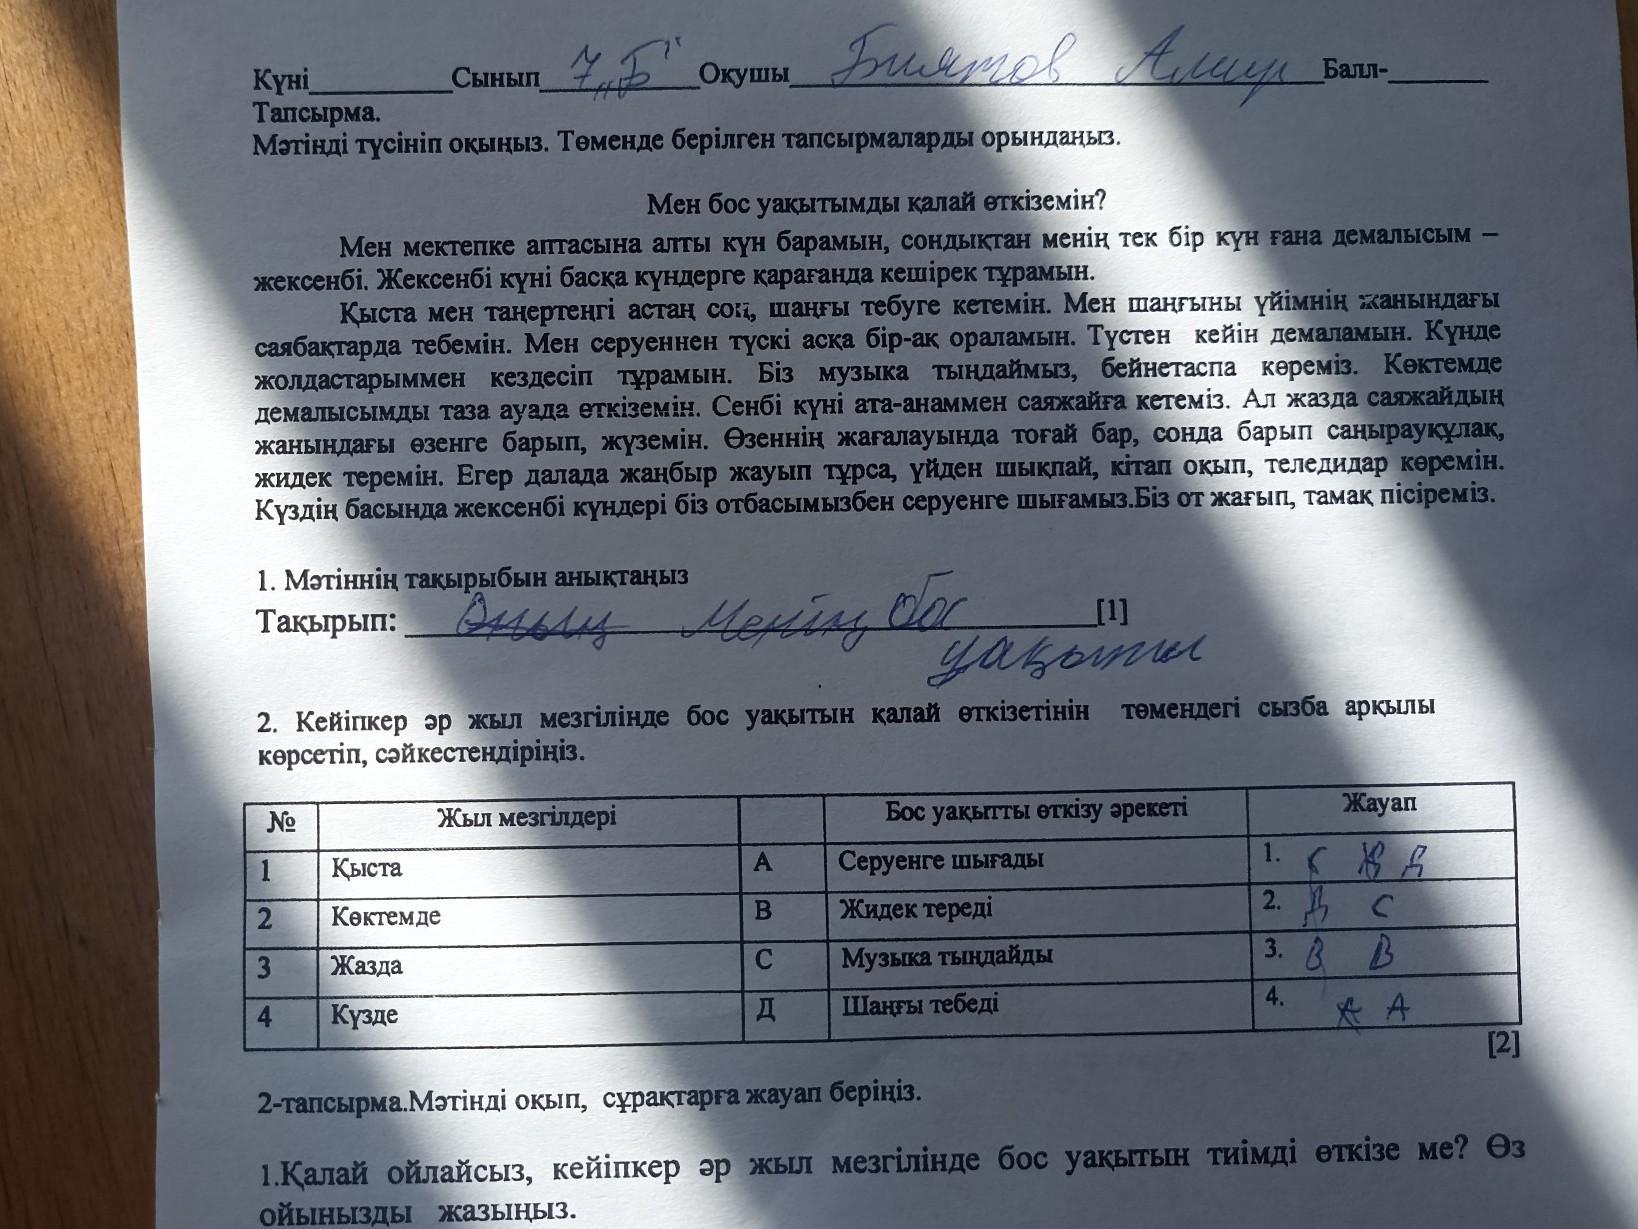 Күні__________Сынып 7 „Б" Оқушы Биятов Амир Балл-________
Тапсырма.
Мәтінді түсініп оқыңыз. Төменде берілген тапсырмаларды орындаңыз.
Мен бос уақытымды қалай өткіземін?
Мен мектепке аптасына алты күн барамын, сондықтан менің тек бір күн ғана демалысым –
жексенбі. Жексенбі күні басқа күндерге қарағанда кешірек тұрамын.
Қыста мен таңертеңгі астаң соң, шаңғы тебуге кетемін. Мен шаңғыны үйімнің жанындағы
саябақтарда тебемін. Мен серуеннен түскі асқа бір-ақ ораламын. Түстен кейін демаламын. Күнде
жолдастарыммен кездесіп тұрамын. Біз музыка тыңдаймыз, бейнетаспа көреміз. Көктемде
демалысымды таза ауада өткіземін. Сенбі күні ата-анаммен саяжайға кетеміз. Ал жазда саяжайдың
жанындағы өзенге барып, жүземін. Өзеннің жағалауында тоғай бар, сонда барып саңырауқұлақ,
жидек теремін. Егер далада жаңбыр жауып тұрса, үйден шықпай, кітап оқып, теледидар көремін.
Күздің басында жексенбі күндері біз отбасымызбен серуенге шығамыз.Біз от жағып, тамақ пісіреміз.
1. Мәтіннің тақырыбын анықтаңыз
Тақырып: Оның Менің бос [1]
уақыты
2. Кейіпкер әр жыл мезгілінде бос уақытын қалай өткізетінін төмендегі сызба арқылы
көрсетіп, сәйкестендіріңіз.
№ Жыл мезгілдері Бос уақытты өткізу әрекеті Жауап
1 Қыста А Серуенге шығады 1. Д
2 Көктемде В Жидек тереді 2. Д С
3 Жазда С Музыка тыңдайды 3. В В
4 Күзде Д Шаңғы тебеді 4. А
[2]
2-тапсырма.Мәтінді оқып, сұрақтарға жауап беріңіз.
1.Қалай ойлайсыз, кейіпкер әр жыл мезгілінде бос уақытын тиімді өткізе ме? Өз
ойынызды жазыңыз.